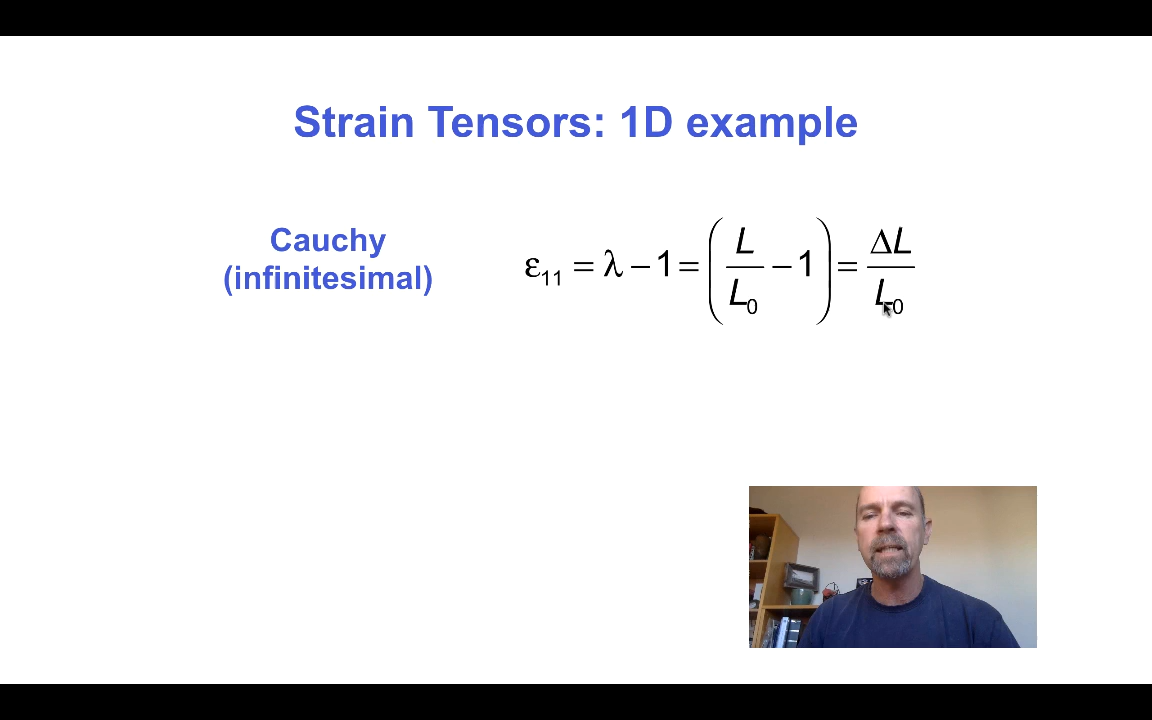 Strain Tensors: 1D example
Cauchy
(infinitesimal)
ε₁₁ = λ − 1 = (L/L₀ − 1) = ΔL/L₀